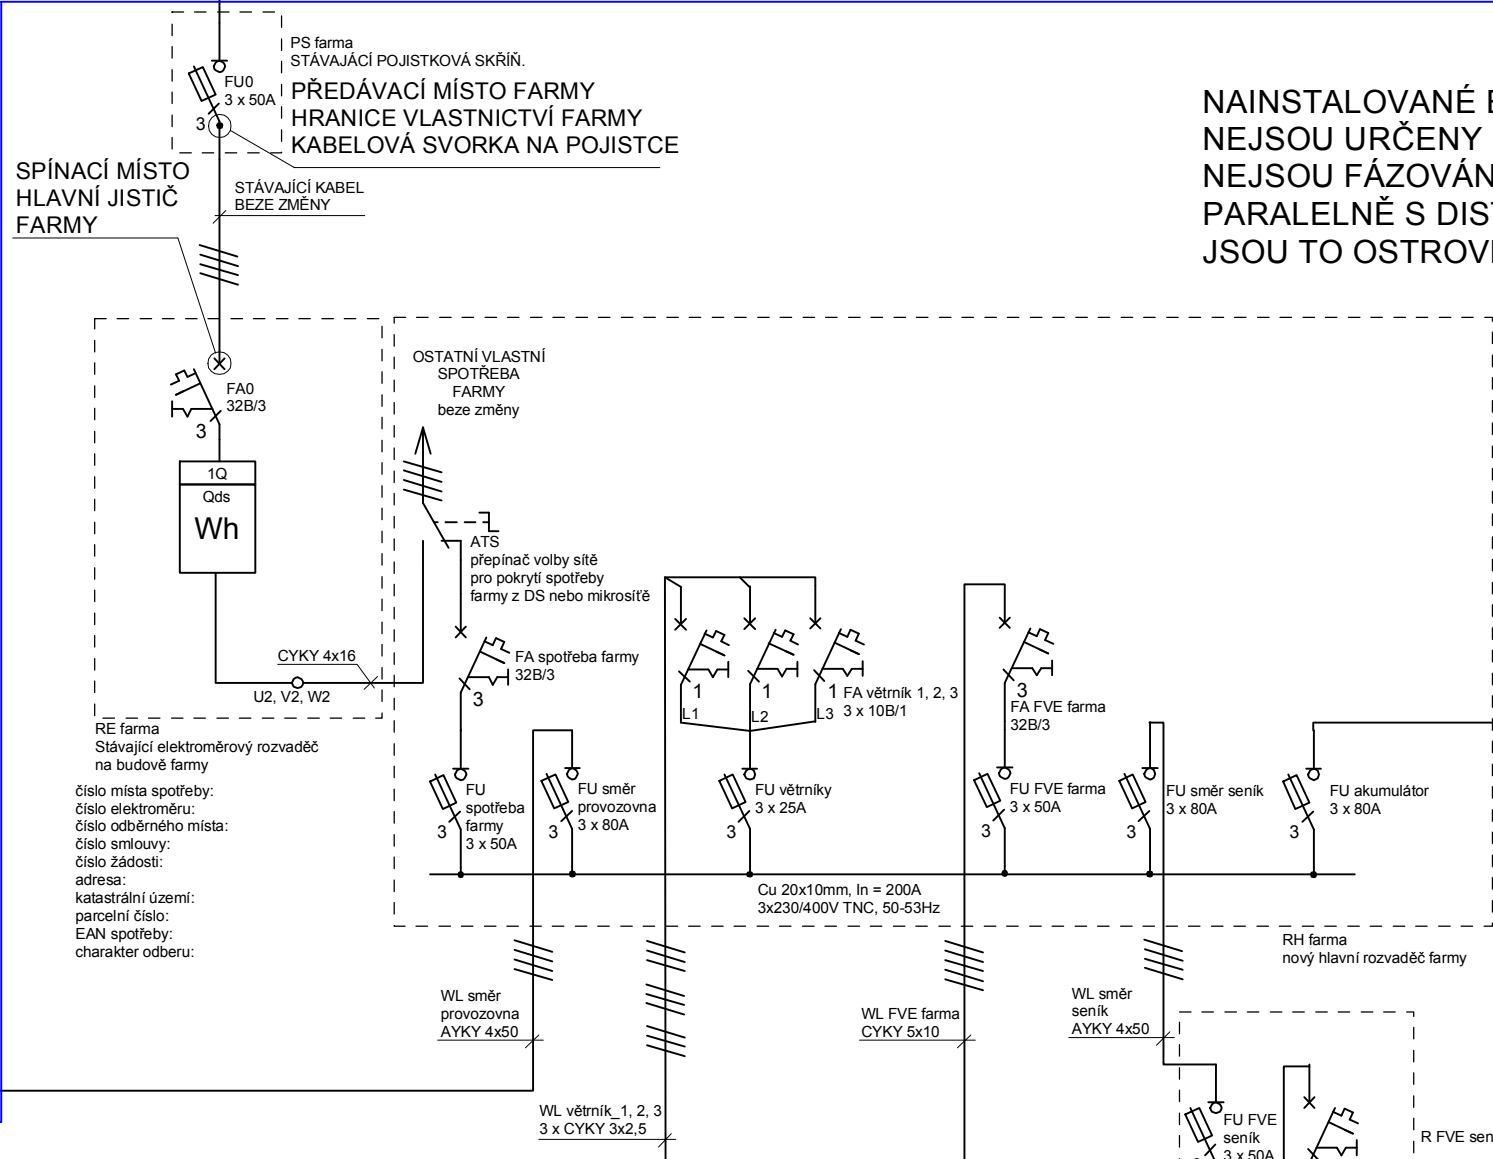 PS farma
STÁVAJÁCÍ POJISTKOVÁ SKŘÍŇ.
FU0
3 x 50A
3
PŘEDÁVACÍ MÍSTO FARMY
HRANICE VLASTNICTVÍ FARMY
KABELOVÁ SVORKA NA POJISTCE
NAINSTALOVANÉ
NEJSOU URČENY
NEJSOU FÁZOVÁN
PARALELNĚ S DIS
JSOU TO OSTROV
SPÍNACÍ MÍSTO
HLAVNÍ JISTIČ
FARMY
STÁVAJÍCÍ KABEL
BEZE ZMĚNY
FA0
32B/3
3
1Q
Qds
Wh
CYKY 4x16
U2, V2, W2
RE farma
Stávající elektroměrový rozvaděč
na budově farmy
číslo místa spotřeby:
číslo elektroměru:
číslo odběrného místa:
číslo smlouvy:
číslo žádosti:
adresa:
katastrální území:
parcelní číslo:
EAN spotřeby:
charakter odberu:
OSTATNÍ VLASTNÍ
SPOTŘEBA
FARMY
beze změny
ATS
přepínač volby sítě
pro pokrytí spotřeby
farmy z DS nebo mikrosítě
FA spotřeba farmy
32B/3
3
1
1
1
L1
L2
L3
FA větrník 1, 2, 3
3 x 10B/1
3
FA FVE farma
32B/3
FU
spotřeba
farmy
3 x 50A
3
FU směr
provozovna
3 x 80A
3
FU větrníky
3 x 25A
3
FU FVE farma
3 x 50A
3
FU směr seník
3 x 80A
3
FU akumulátor
3 x 80A
3
Cu 20x10mm, In = 200A
3x230/400V TNC, 50-53Hz
RH farma
nový hlavní rozvaděč farmy
WL směr
provozovna
AYKY 4x50
WL FVE farma
CYKY 5x10
WL směr
seník
AYKY 4x50
WL větrník_1, 2, 3
3 x CYKY 3x2,5
FU FVE
seník
3 x 50A
R FVE sen